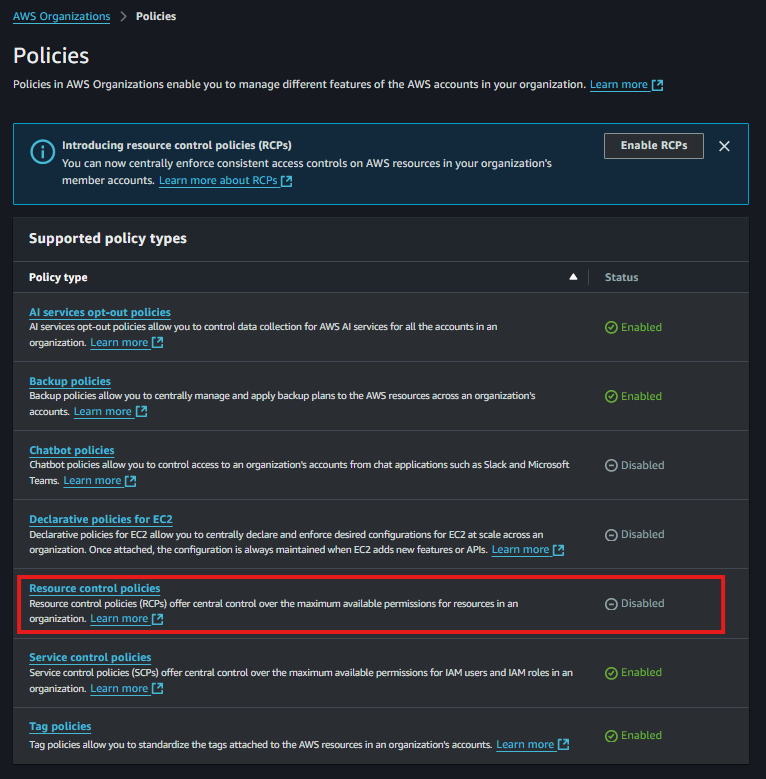 AWS Organizations > Policies
Policies
Policies in AWS Organizations enable you to manage different features of the AWS accounts in your organization. Learn more
Introducing resource control policies (RCPs)
You can now centrally enforce consistent access controls on AWS resources in your organization's
member accounts. Learn more about RCPs
Enable RCPs
Supported policy types
Policy type Status
AI services opt-out policies
AI services opt-out policies allow you to control data collection for AWS AI services for all the accounts in an
organization. Learn more
Enabled
Backup policies
Backup policies allow you to centrally manage and apply backup plans to the AWS resources across an organization's
accounts. Learn more
Enabled
Chatbot policies
Chatbot policies allow you to control access to an organization's accounts from chat applications such as Slack and Microsoft
Teams. Learn more
Disabled
Declarative policies for EC2
Declarative policies for EC2 allow you to centrally declare and enforce desired configurations for EC2 at scale across an
organization. Once attached, the configuration is always maintained when EC2 adds new features or APIs. Learn more
Disabled
Resource control policies
Resource control policies (RCPs) offer central control over the maximum available permissions for resources in an
organization. Learn more
Disabled
Service control policies
Service control policies (SCPs) offer central control over the maximum available permissions for IAM users and IAM roles in an
organization. Learn more
Enabled
Tag policies
Tag policies allow you to standardize the tags attached to the AWS resources in an organization's accounts. Learn more
Enabled